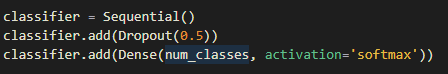 classifier = Sequential()
classifier.add(Dropout(0.5))
classifier.add(Dense(num_classes, activation='softmax'))